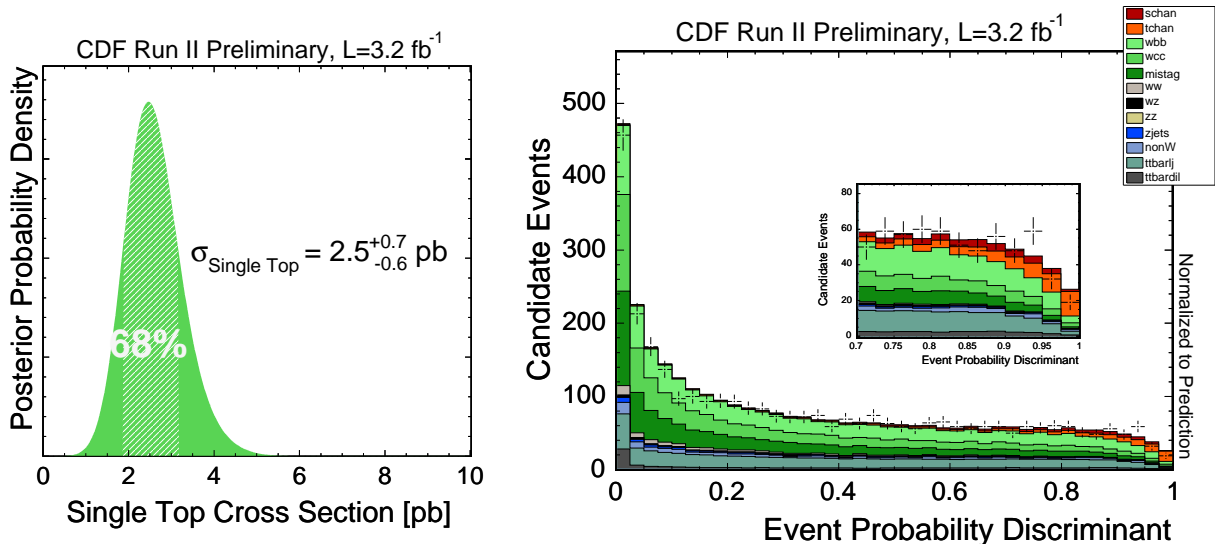 CDF Run II Preliminary, L=3.2 fb⁻¹
Posterior Probability Density
σ_Single Top = 2.5 +0.7 -0.6 pb
68%
0 2 4 6 8 10
Single Top Cross Section [pb]
CDF Run II Preliminary, L=3.2 fb⁻¹
schan
tchan
wbb
wcc
mistag
ww
wz
zz
zjets
nonW
ttbarlj
ttbardil
Candidate Events
500
400
300
200
100
0
0 0.2 0.4 0.6 0.8 1
Event Probability Discriminant
Normalized to Prediction
Candidate Events
80
60
40
20
0
0.7 0.75 0.8 0.85 0.9 0.95 1
Event Probability Discriminant